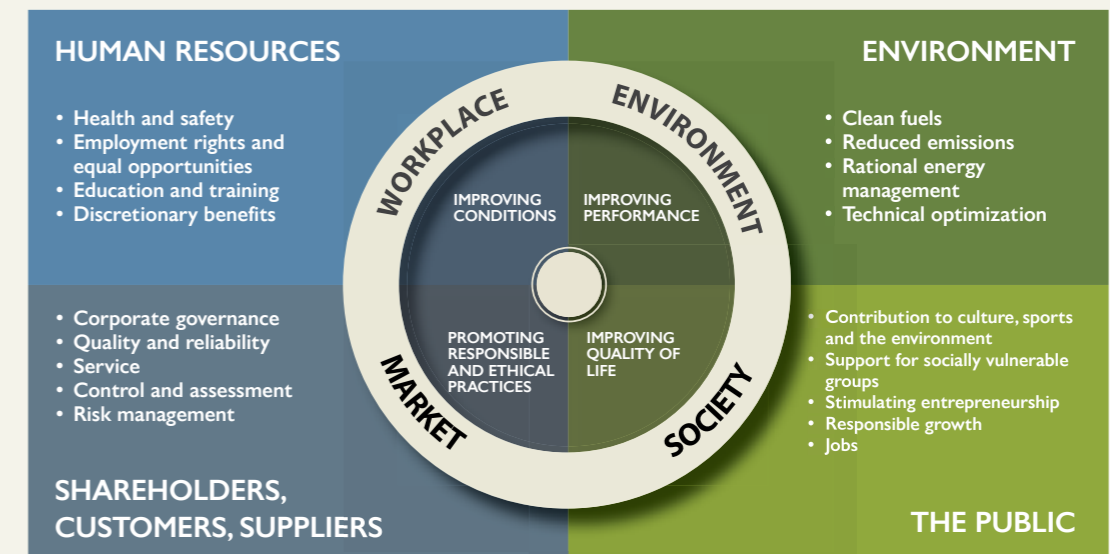 HUMAN RESOURCES
• Health and safety
• Employment rights and
equal opportunities
• Education and training
• Discretionary benefits
ENVIRONMENT
• Clean fuels
• Reduced emissions
• Rational energy
management
• Technical optimization
WORKPLACE
ENVIRONMENT
IMPROVING
CONDITIONS
IMPROVING
PERFORMANCE
PROMOTING
RESPONSIBLE
AND ETHICAL
PRACTICES
IMPROVING
QUALITY OF
LIFE
MARKET
SOCIETY
• Corporate governance
• Quality and reliability
• Service
• Control and assessment
• Risk management
SHAREHOLDERS,
CUSTOMERS, SUPPLIERS
• Contribution to culture, sports
and the environment
• Support for socially vulnerable
groups
• Stimulating entrepreneurship
• Responsible growth
• Jobs
THE PUBLIC